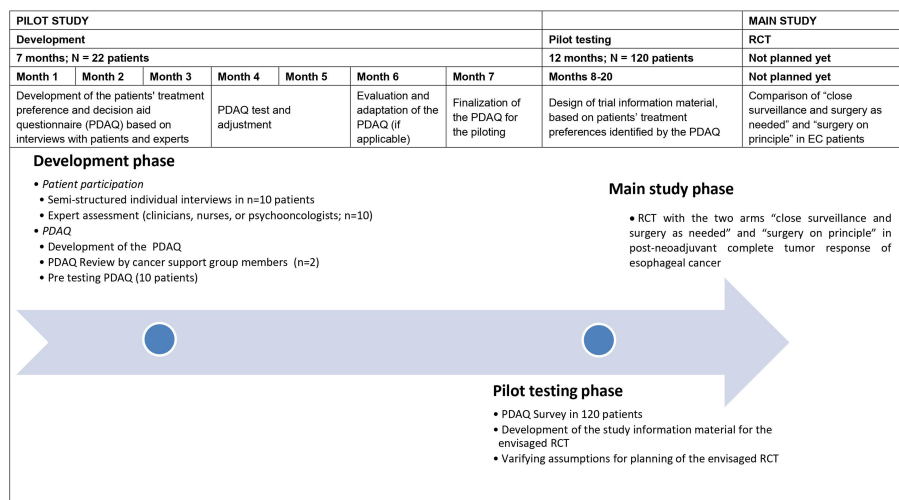 PILOT STUDY MAIN STUDY
Development Pilot testing RCT
7 months; N = 22 patients 12 months; N = 120 patients Not planned yet
Month 1 Month 2 Month 3 Month 4 Month 5 Month 6 Month 7 Months 8-20 Not planned yet
Development of the patients' treatment
preference and decision aid
questionnaire (PDAQ) based on
interviews with patients and experts
PDAQ test and
adjustment
Evaluation and
adaptation of the
PDAQ (if
applicable)
Finalization of
the PDAQ for
the piloting
Design of trial information material,
based on patients' treatment
preferences identified by the PDAQ
Comparison of "close
surveillance and surgery as
needed" and "surgery on
principle" in EC patients
Development phase
• Patient participation
• Semi-structured individual interviews in n=10 patients
• Expert assessment (clinicians, nurses, or psychooncologists; n=10)
• PDAQ
• Development of the PDAQ
• PDAQ Review by cancer support group members (n=2)
• Pre testing PDAQ (10 patients)
Main study phase
• RCT with the two arms "close surveillance and
surgery as needed" and "surgery on principle" in
post-neoadjuvant complete tumor response of
esophageal cancer
Pilot testing phase
• PDAQ Survey in 120 patients
• Development of the study information material for the
envisaged RCT
• Varifying assumptions for planning of the envisaged RCT